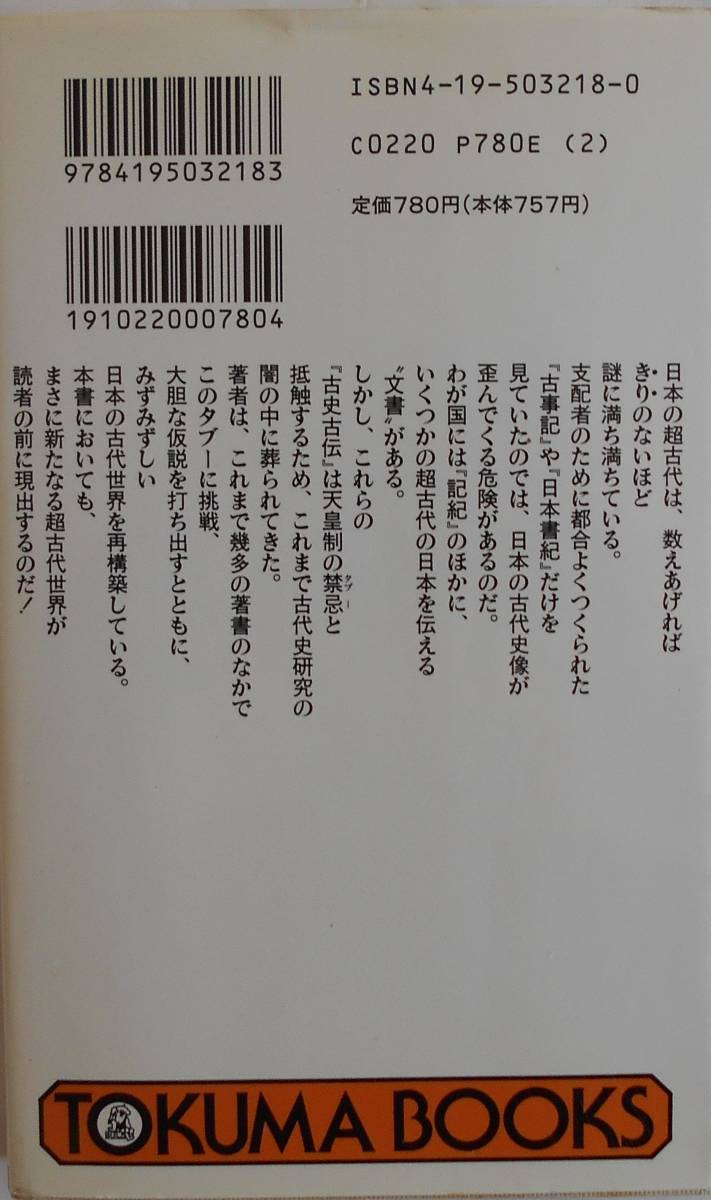 ISBN4-19-503218-0
C0220 P780E (2)
定価780円(本体757円)
9784195032183
1910220007804
日本の超古代は、数えあげれば
きりのないほど
謎に満ち満ちている。
支配者のために都合よくつくられた
『古事記』や『日本書紀』だけを
見ていたのでは、日本の古代史像が
歪んでくる危険があるのだ。
わが国には『記紀』のほかに、
いくつかの超古代の日本を伝える
〝文書〟がある。
しかし、これらの
『古史古伝』は天皇制の禁忌と
タブー
抵触するため、これまで古代史研究の
闇の中に葬られてきた。
著者は、これまで幾多の著書のなかで
このタブーに挑戦、
大胆な仮説を打ち出すとともに、
みずみずしい
日本の古代世界を再構築している。
本書においても、
まさに新たなる超古代世界が
読者の前に現出するのだ!
TOKUMA BOOKS